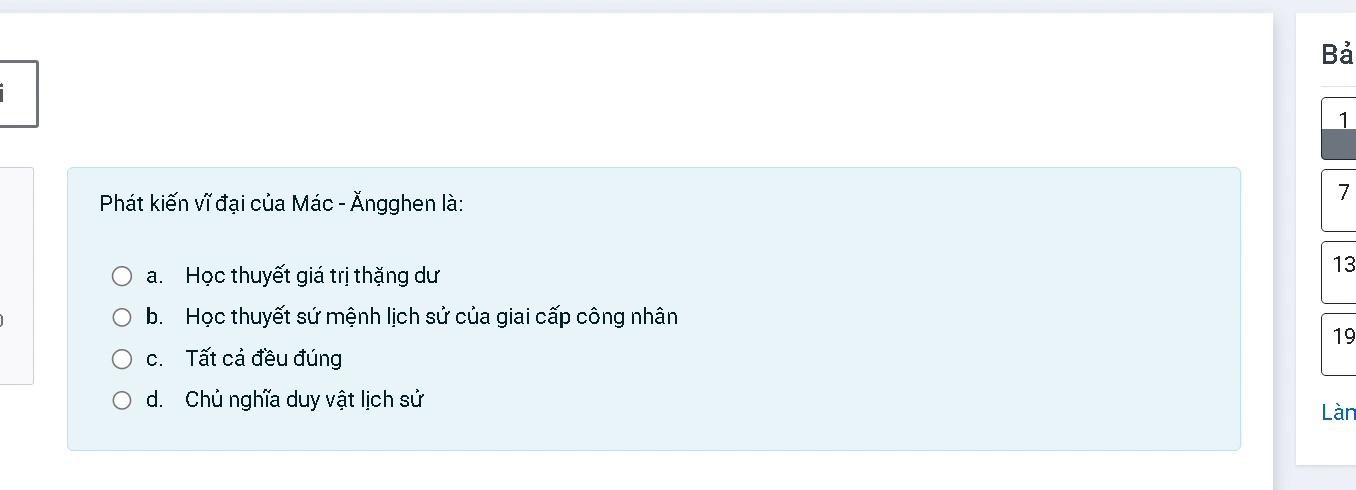 Phát kiến vĩ đại của Mác - Ăngghen là:
a. Học thuyết giá trị thặng dư
b. Học thuyết sứ mệnh lịch sử của giai cấp công nhân
c. Tất cả đều đúng
d. Chủ nghĩa duy vật lịch sử
Bả
1
7
13
19
Làm